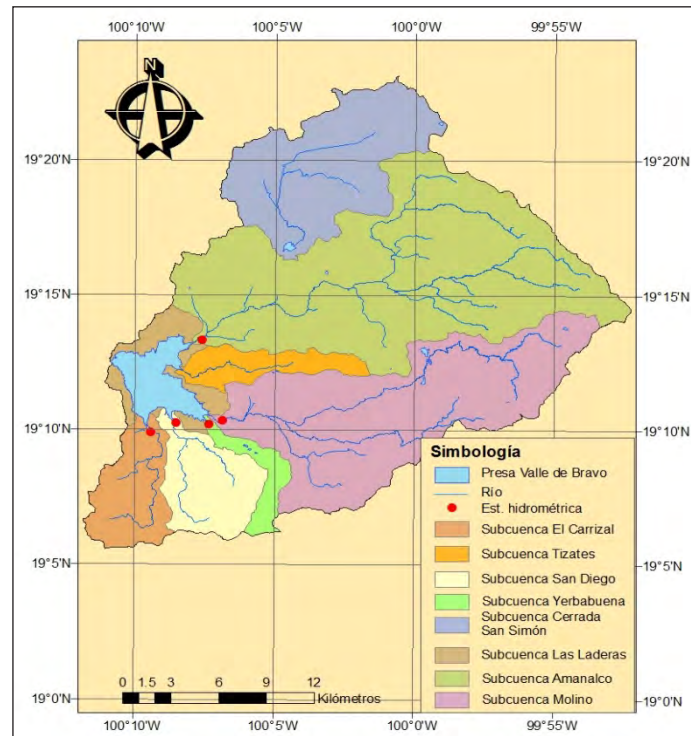 100°10'W 100°5'W 100°0'W 99°55'W
N
19°20'N 19°20'N
19°15'N 19°15'N
19°10'N 19°10'N
19°5'N 19°5'N
19°0'N 19°0'N
Simbología
Presa Valle de Bravo
Río
Est. hidrométrica
Subcuenca El Carrizal
Subcuenca Tizates
Subcuenca San Diego
Subcuenca Yerbabuena
Subcuenca Cerrada
San Simón
Subcuenca Las Laderas
Subcuenca Amanalco
Subcuenca Molino
0 1.5 3 6 9 12
Kilómetros
100°10'W 100°5'W 100°0'W 99°55'W